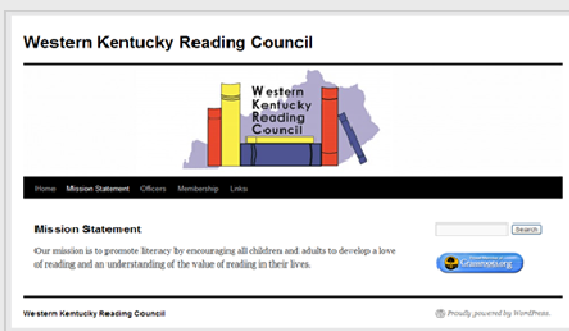 Western Kentucky Reading Council
Western
Kentucky
Reading
Council
Home Mission Statement Officers Membership Links
Mission Statement
Search
Our mission is to promote literacy by encouraging all children and adults to develop a love
of reading and an understanding of the value of reading in their lives.
Grassroots.org
Western Kentucky Reading Council
Proudly powered by WordPress.